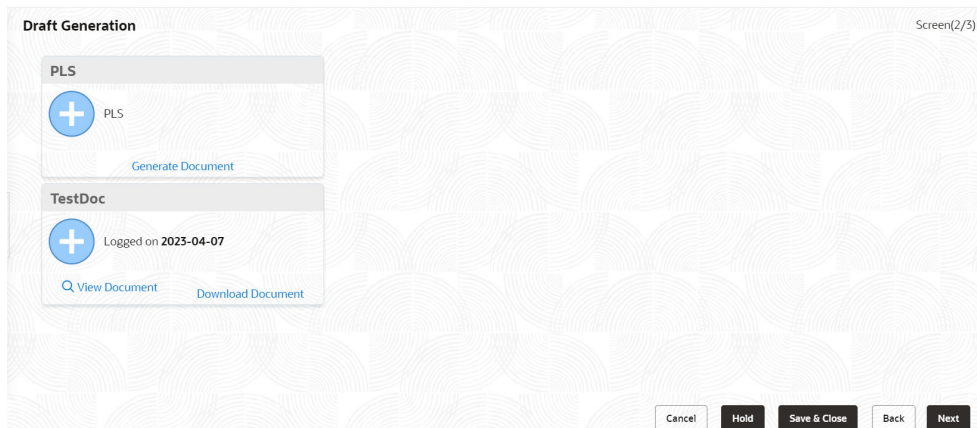 Draft Generation
Screen(2/3)
PLS
PLS
Generate Document
TestDoc
Logged on 2023-04-07
View Document
Download Document
Cancel Hold Save & Close Back Next